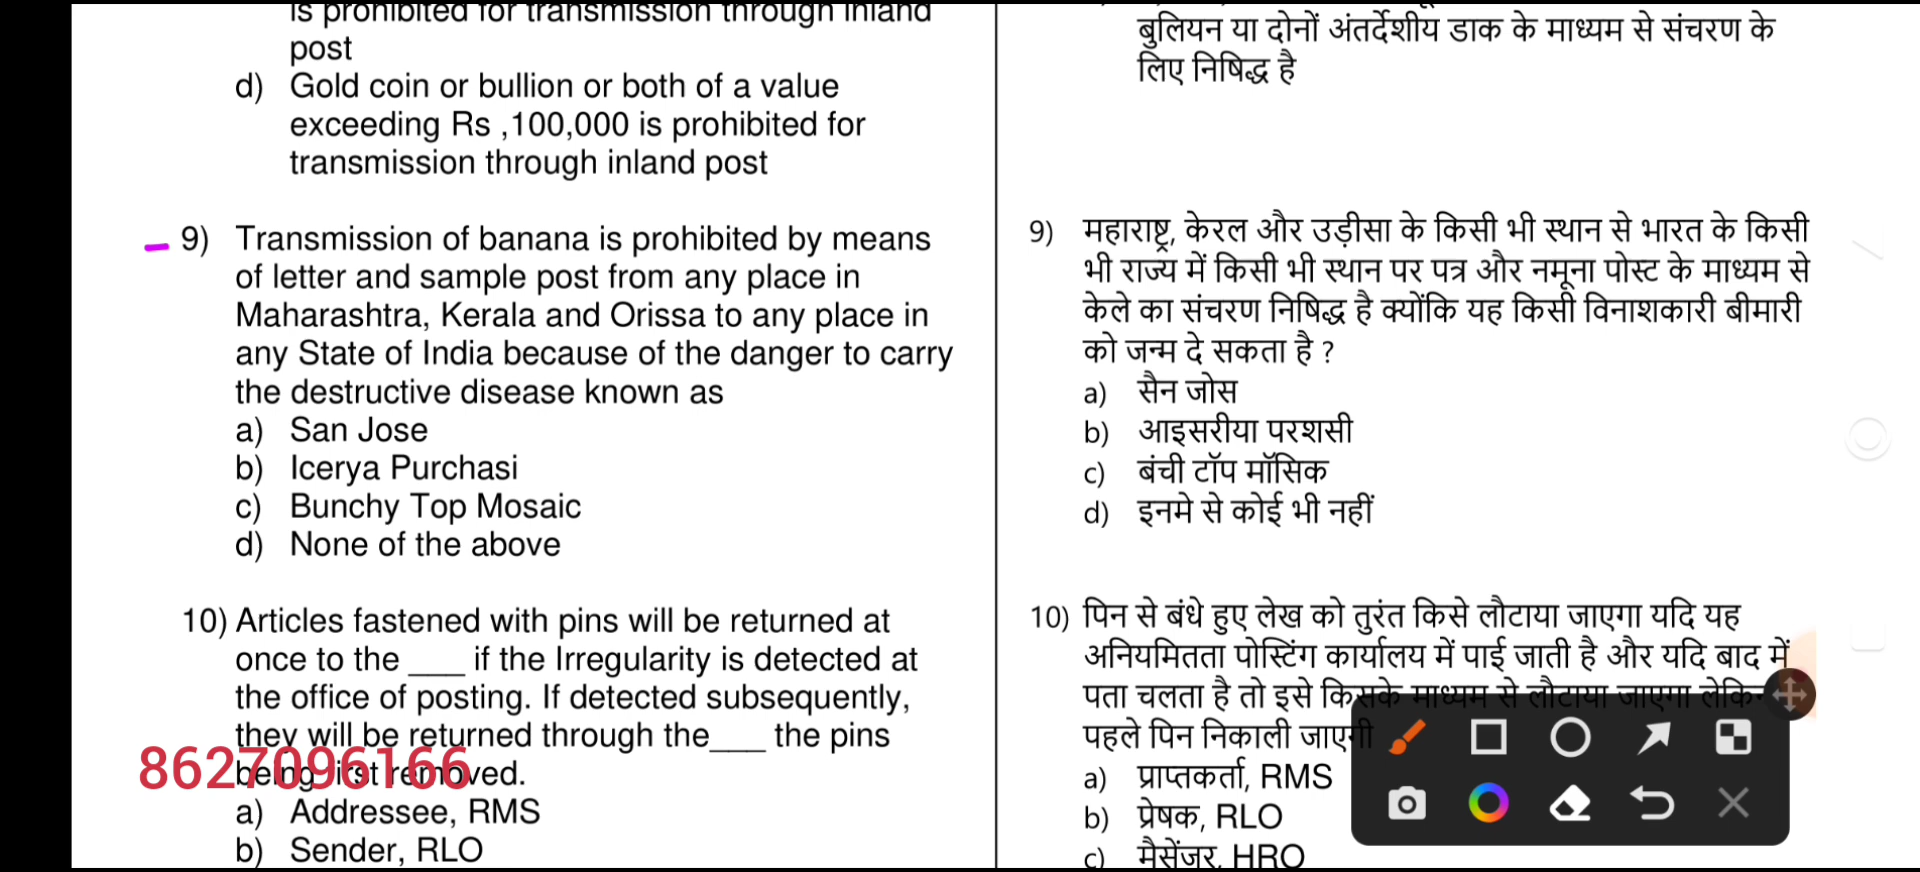 is prohibited for transmission through inland
post
d) Gold coin or bullion or both of a value
exceeding Rs ,100,000 is prohibited for
transmission through inland post
9) Transmission of banana is prohibited by means
of letter and sample post from any place in
Maharashtra, Kerala and Orissa to any place in
any State of India because of the danger to carry
the destructive disease known as
a) San Jose
b) Icerya Purchasi
c) Bunchy Top Mosaic
d) None of the above
10) Articles fastened with pins will be returned at
once to the ___ if the Irregularity is detected at
the office of posting. If detected subsequently,
they will be returned through the___ the pins
being first removed.
8627096166
a) Addressee, RMS
b) Sender, RLO
बुलियन या दोनों अंतर्देशीय डाक के माध्यम से संचरण के
लिए निषिद्ध है
9) महाराष्ट्र, केरल और उड़ीसा के किसी भी स्थान से भारत के किसी
भी राज्य में किसी भी स्थान पर पत्र और नमूना पोस्ट के माध्यम से
केले का संचरण निषिद्ध है क्योंकि यह किसी विनाशकारी बीमारी
को जन्म दे सकता है ?
a) सैन जोस
b) आइसरीया परशसी
c) बंची टॉप मॉसिक
d) इनमे से कोई भी नहीं
10) पिन से बंधे हुए लेख को तुरंत किसे लौटाया जाएगा यदि यह
अनियमितता पोस्टिंग कार्यालय में पाई जाती है और यदि बाद में
पता चलता है तो इसे किसके माध्यम से लौटाया जाएगा लेकिन
पहले पिन निकाली जाएगी
a) प्राप्तकर्ता, RMS
b) प्रेषक, RLO
c) मैसेंजर, HRO